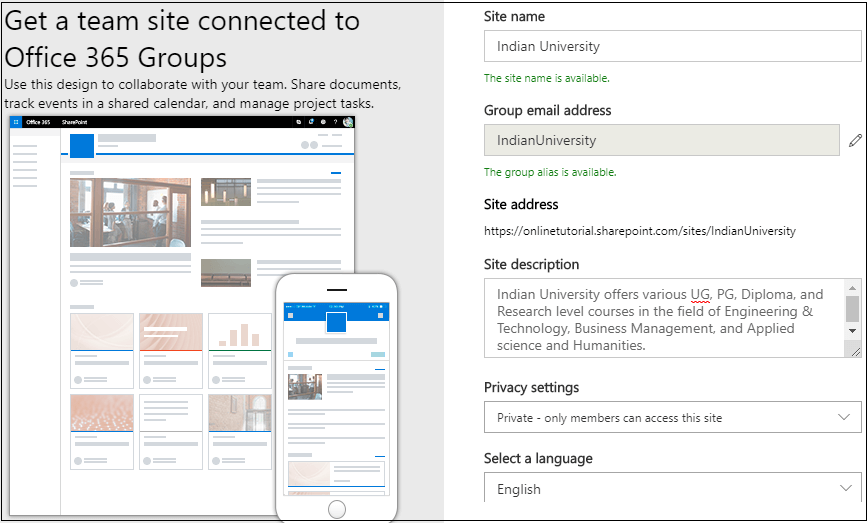 Get a team site connected to
Office 365 Groups
Use this design to collaborate with your team. Share documents,
track events in a shared calendar, and manage project tasks.
Office 365 SharePoint
?
Site name
Indian University
The site name is available.
Group email address
IndianUniversity
The group alias is available.
Site address
https://onlinetutorial.sharepoint.com/sites/IndianUniversity
Site description
Indian University offers various UG, PG, Diploma, and
Research level courses in the field of Engineering &
Technology, Business Management, and Applied
science and Humanities.
Privacy settings
Private - only members can access this site
Select a language
English